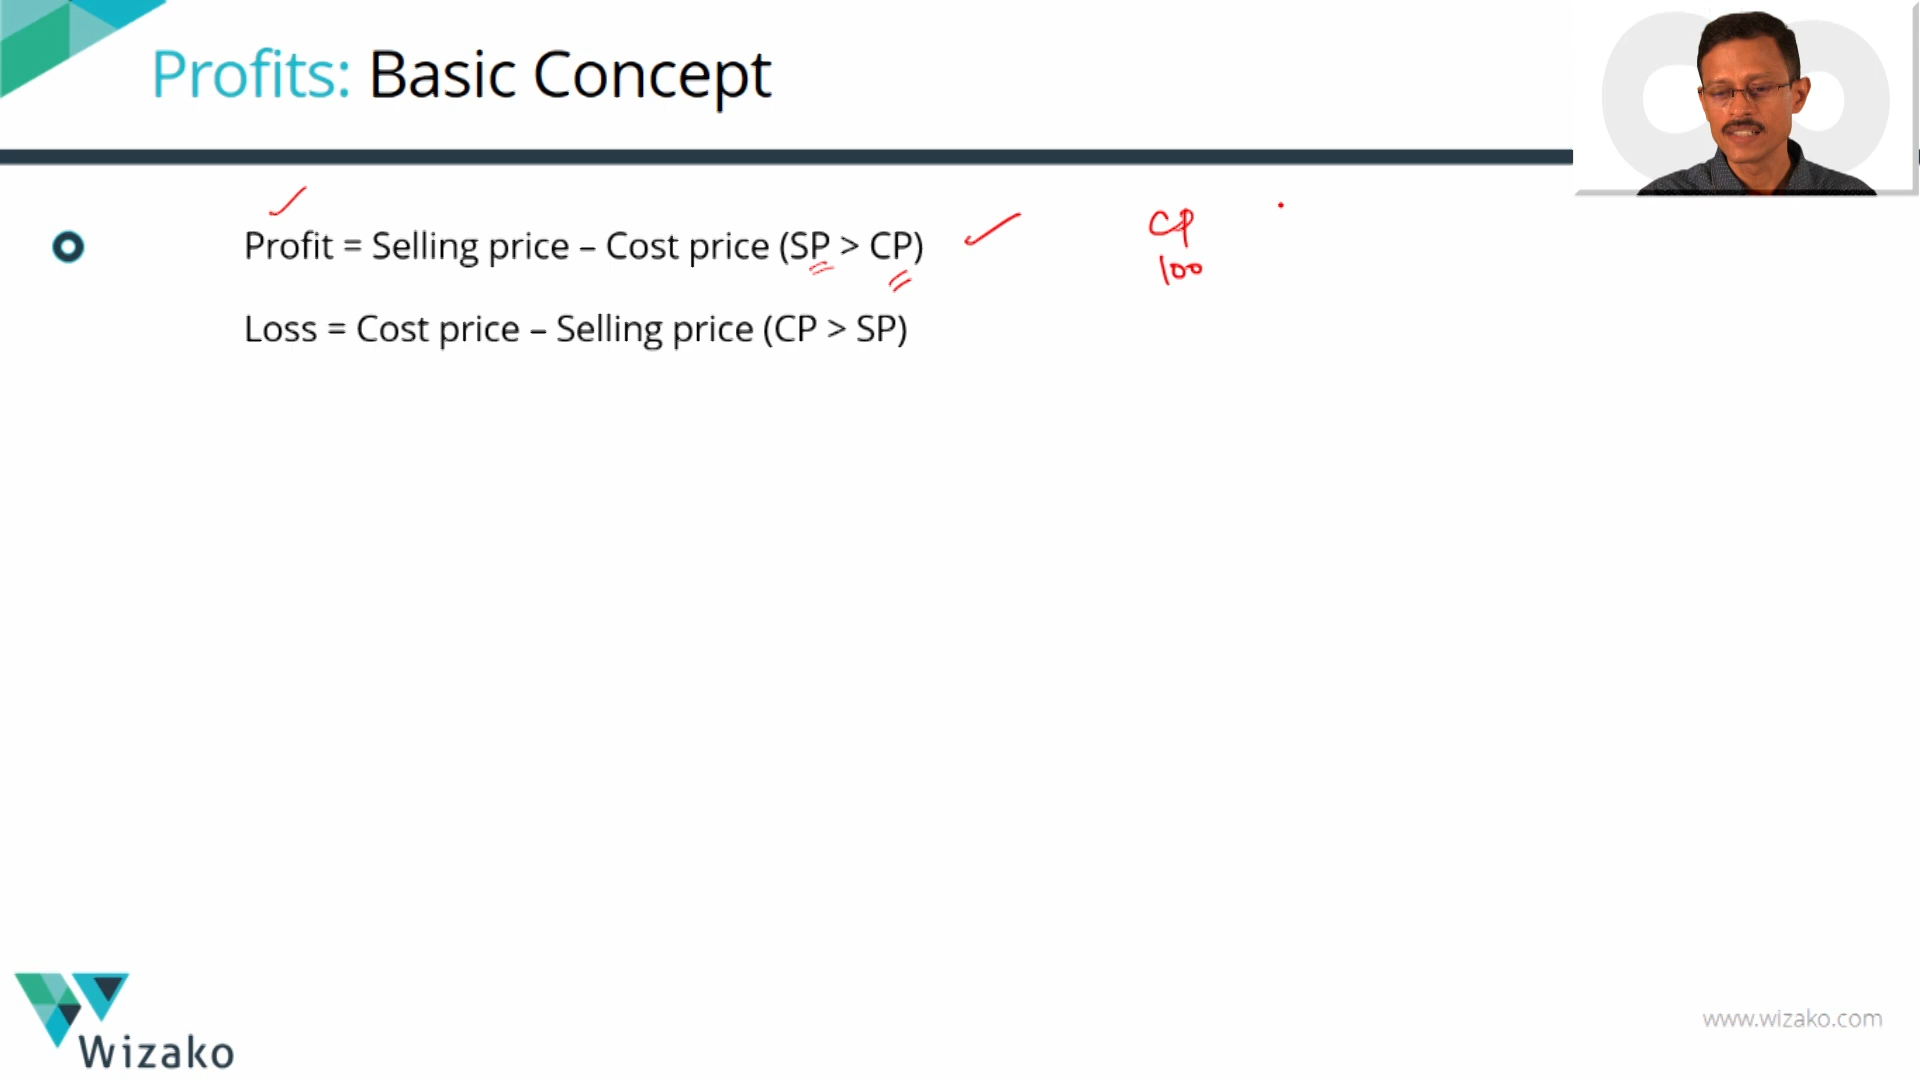 Profits: Basic Concept
Profit = Selling price – Cost price (SP > CP)
CP
100
Loss = Cost price – Selling price (CP > SP)
Wizako
www.wizako.com